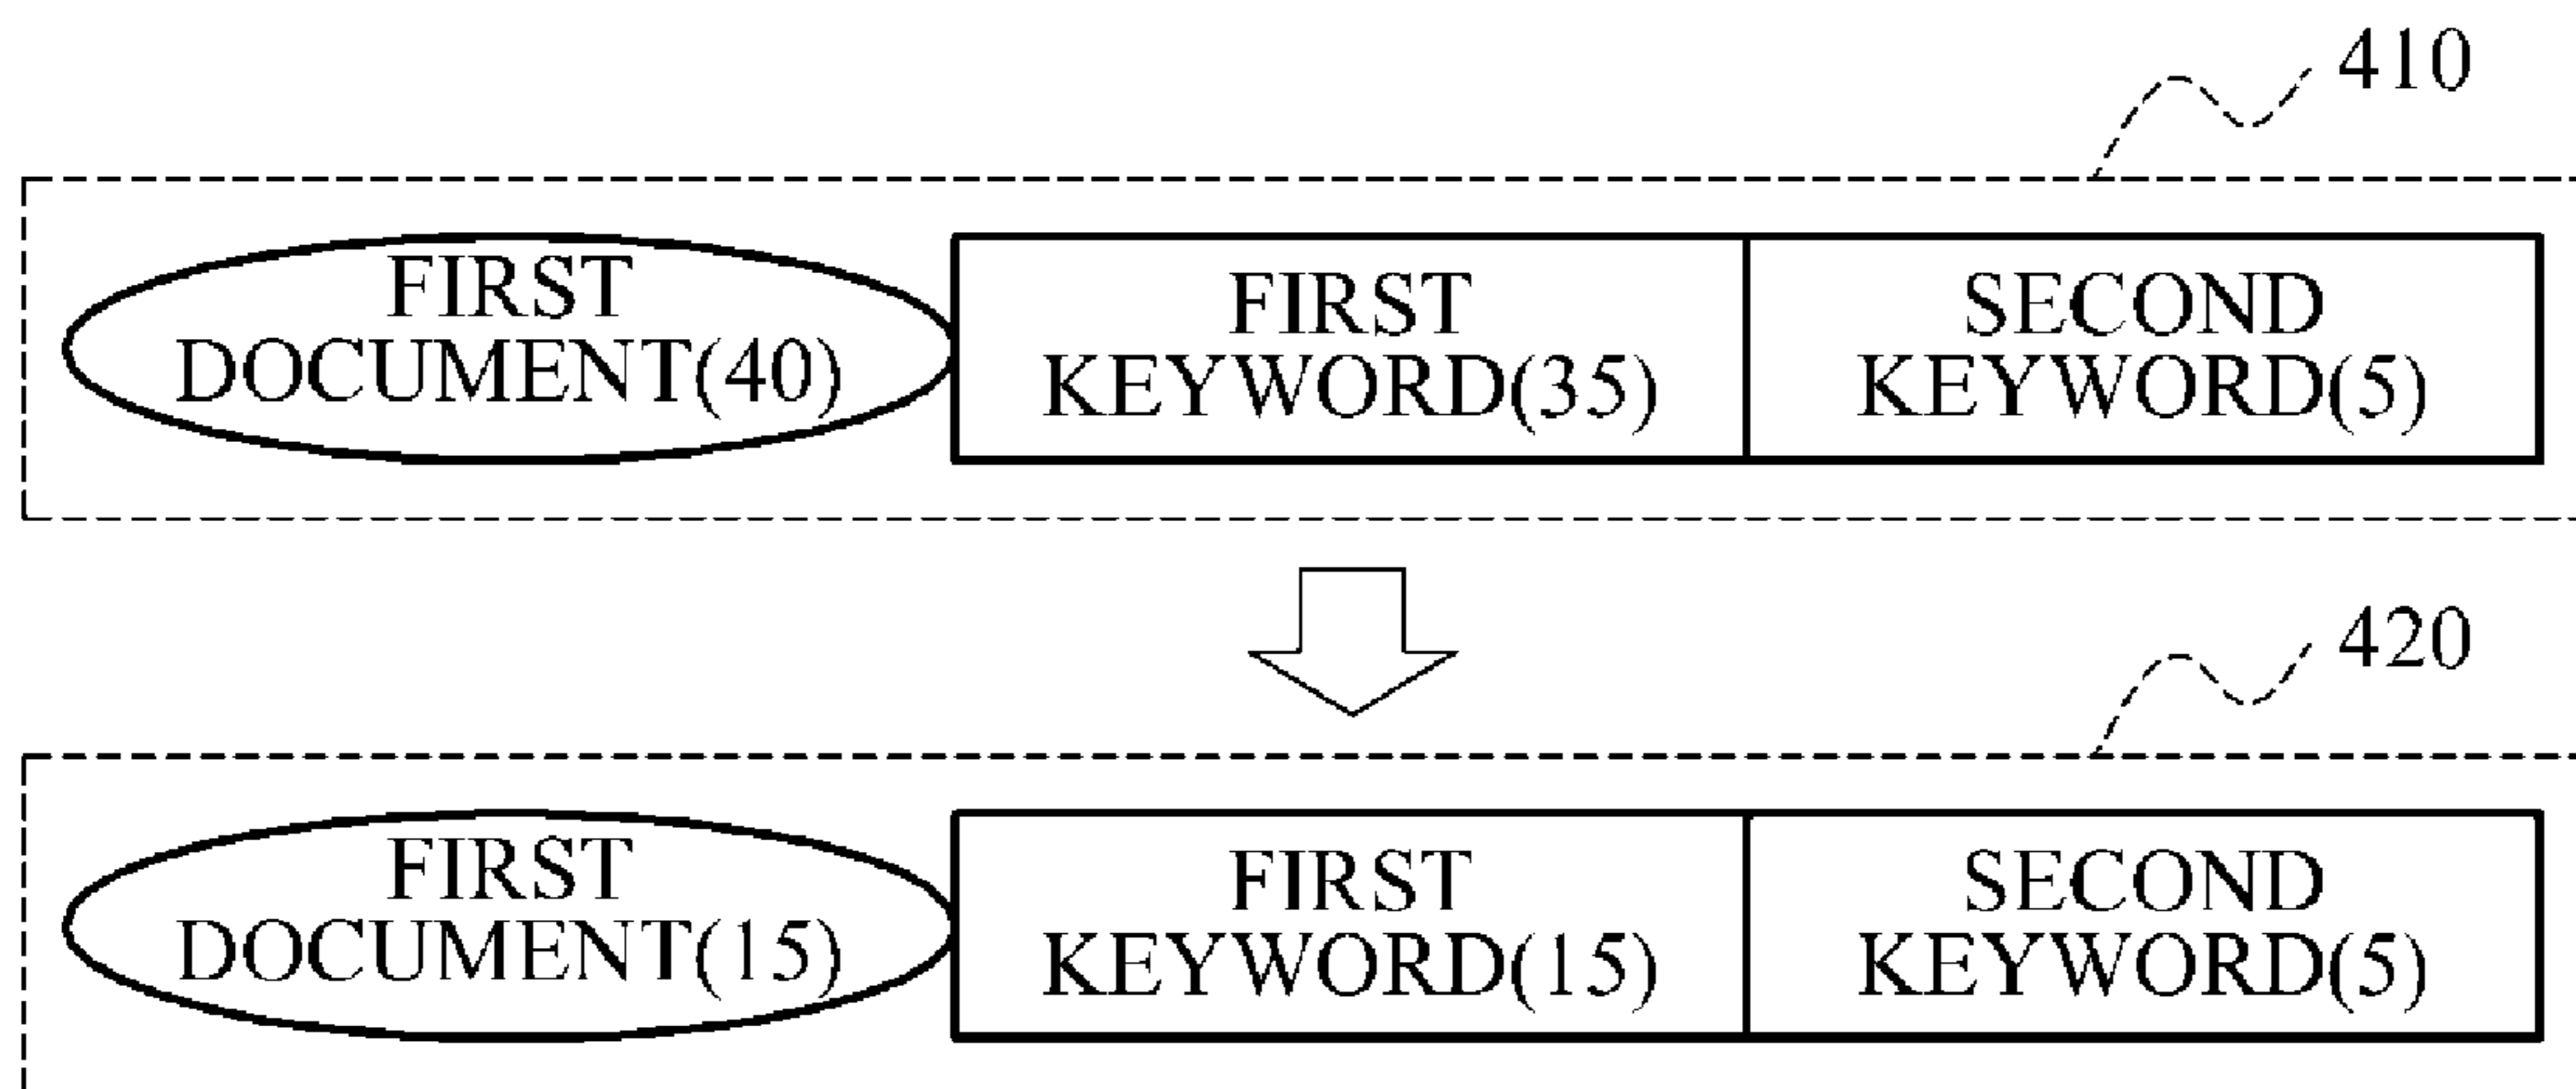 410
FIRST
DOCUMENT(40)
FIRST
KEYWORD(35)
SECOND
KEYWORD(5)
420
FIRST
DOCUMENT(15)
FIRST
KEYWORD(15)
SECOND
KEYWORD(5)